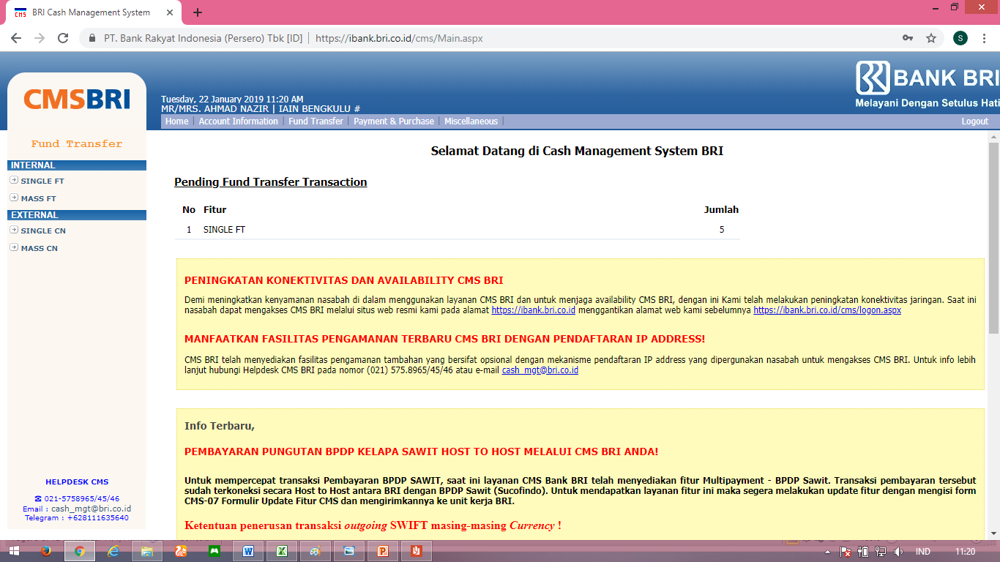 BRI Cash Management System
PT. Bank Rakyat Indonesia (Persero) Tbk [ID] | https://ibank.bri.co.id/cms/Main.aspx
S
CMSBRI
Tuesday, 22 January 2019 11:20 AM
MR/MRS. AHMAD NAZIR | IAIN BENGKULU #
BANK BRI
Melayani Dengan Setulus Hati
Home | Account Information | Fund Transfer | Payment & Purchase | Miscellaneous |
Logout
Fund Transfer
INTERNAL
SINGLE FT
MASS FT
EXTERNAL
SINGLE CN
MASS CN
HELPDESK CMS
☎ 021-5758965/45/46
Email : cash_mgt@bri.co.id
Telegram : +628111635640
Selamat Datang di Cash Management System BRI
Pending Fund Transfer Transaction
No Fitur Jumlah
1 SINGLE FT 5
PENINGKATAN KONEKTIVITAS DAN AVAILABILITY CMS BRI
Demi meningkatkan kenyamanan nasabah di dalam menggunakan layanan CMS BRI dan untuk menjaga availability CMS BRI, dengan ini Kami telah melakukan peningkatan konektivitas jaringan. Saat ini
nasabah dapat mengakses CMS BRI melalui situs web resmi kami pada alamat https://ibank.bri.co.id menggantikan alamat web kami sebelumnya https://ibank.bri.co.id/cms/logon.aspx
MANFAATKAN FASILITAS PENGAMANAN TERBARU CMS BRI DENGAN PENDAFTARAN IP ADDRESS!
CMS BRI telah menyediakan fasilitas pengamanan tambahan yang bersifat opsional dengan mekanisme pendaftaran IP address yang dipergunakan nasabah untuk mengakses CMS BRI. Untuk info lebih
lanjut hubungi Helpdesk CMS BRI pada nomor (021) 575.8965/45/46 atau e-mail cash_mgt@bri.co.id
Info Terbaru,
PEMBAYARAN PUNGUTAN BPDP KELAPA SAWIT HOST TO HOST MELALUI CMS BRI ANDA!
Untuk mempercepat transaksi Pembayaran BPDP SAWIT, saat ini layanan CMS Bank BRI telah menyediakan fitur Multipayment - BPDP Sawit. Transaksi pembayaran tersebut
sudah terkoneksi secara Host to Host antara BRI dengan BPDP Sawit (Sucofindo). Untuk mendapatkan layanan fitur ini maka segera melakukan update fitur dengan mengisi form
CMS-07 Formulir Update Fitur CMS dan mengirimkannya ke unit kerja BRI.
Ketentuan penerusan transaksi outgoing SWIFT masing-masing Currency !
IND
11:20